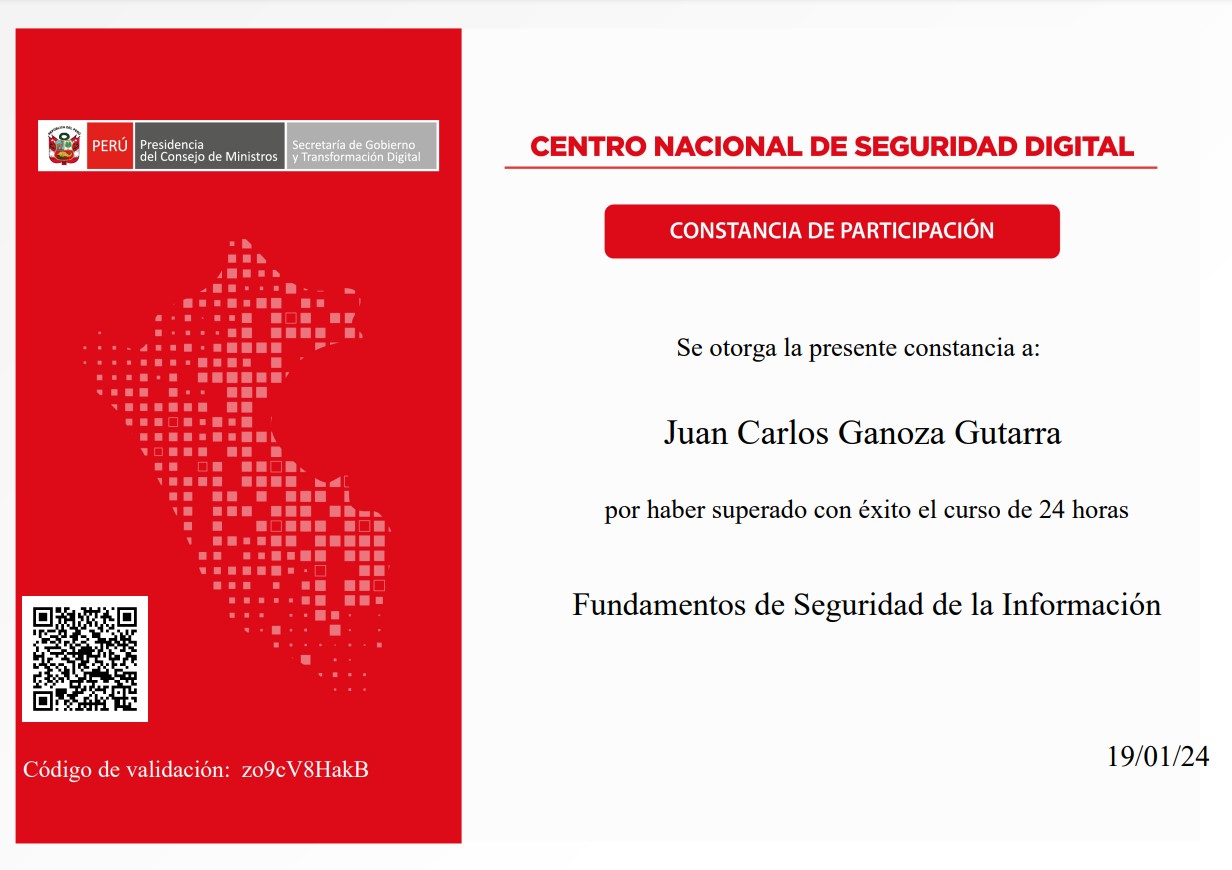 PERÚ
Presidencia
del Consejo de Ministros
Secretaría de Gobierno
y Transformación Digital
CENTRO NACIONAL DE SEGURIDAD DIGITAL
CONSTANCIA DE PARTICIPACIÓN
Se otorga la presente constancia a:
Juan Carlos Ganoza Gutarra
por haber superado con éxito el curso de 24 horas
Fundamentos de Seguridad de la Información
19/01/24
Código de validación: zo9cV8HakB